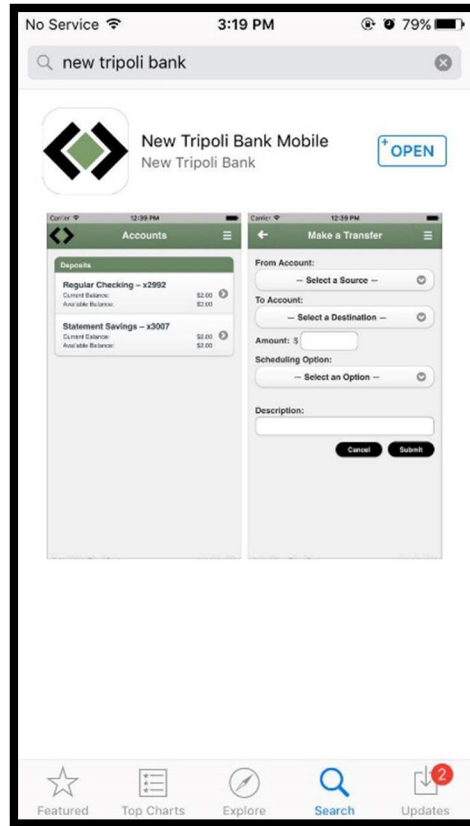 No Service 3:19 PM 79%
new tripoli bank
New Tripoli Bank Mobile
New Tripoli Bank
+OPEN
Carrier 12:39 PM
Accounts
Deposits
Regular Checking – x2992
Current Balance: $2.00
Available Balance: $2.00
Statement Savings – x3007
Current Balance: $2.00
Available Balance: $2.00
Carrier 12:39 PM
Make a Transfer
From Account:
-- Select a Source --
To Account:
-- Select a Destination --
Amount: $
Scheduling Option:
-- Select an Option --
Description:
Cancel Submit
2
Featured Top Charts Explore Search Updates